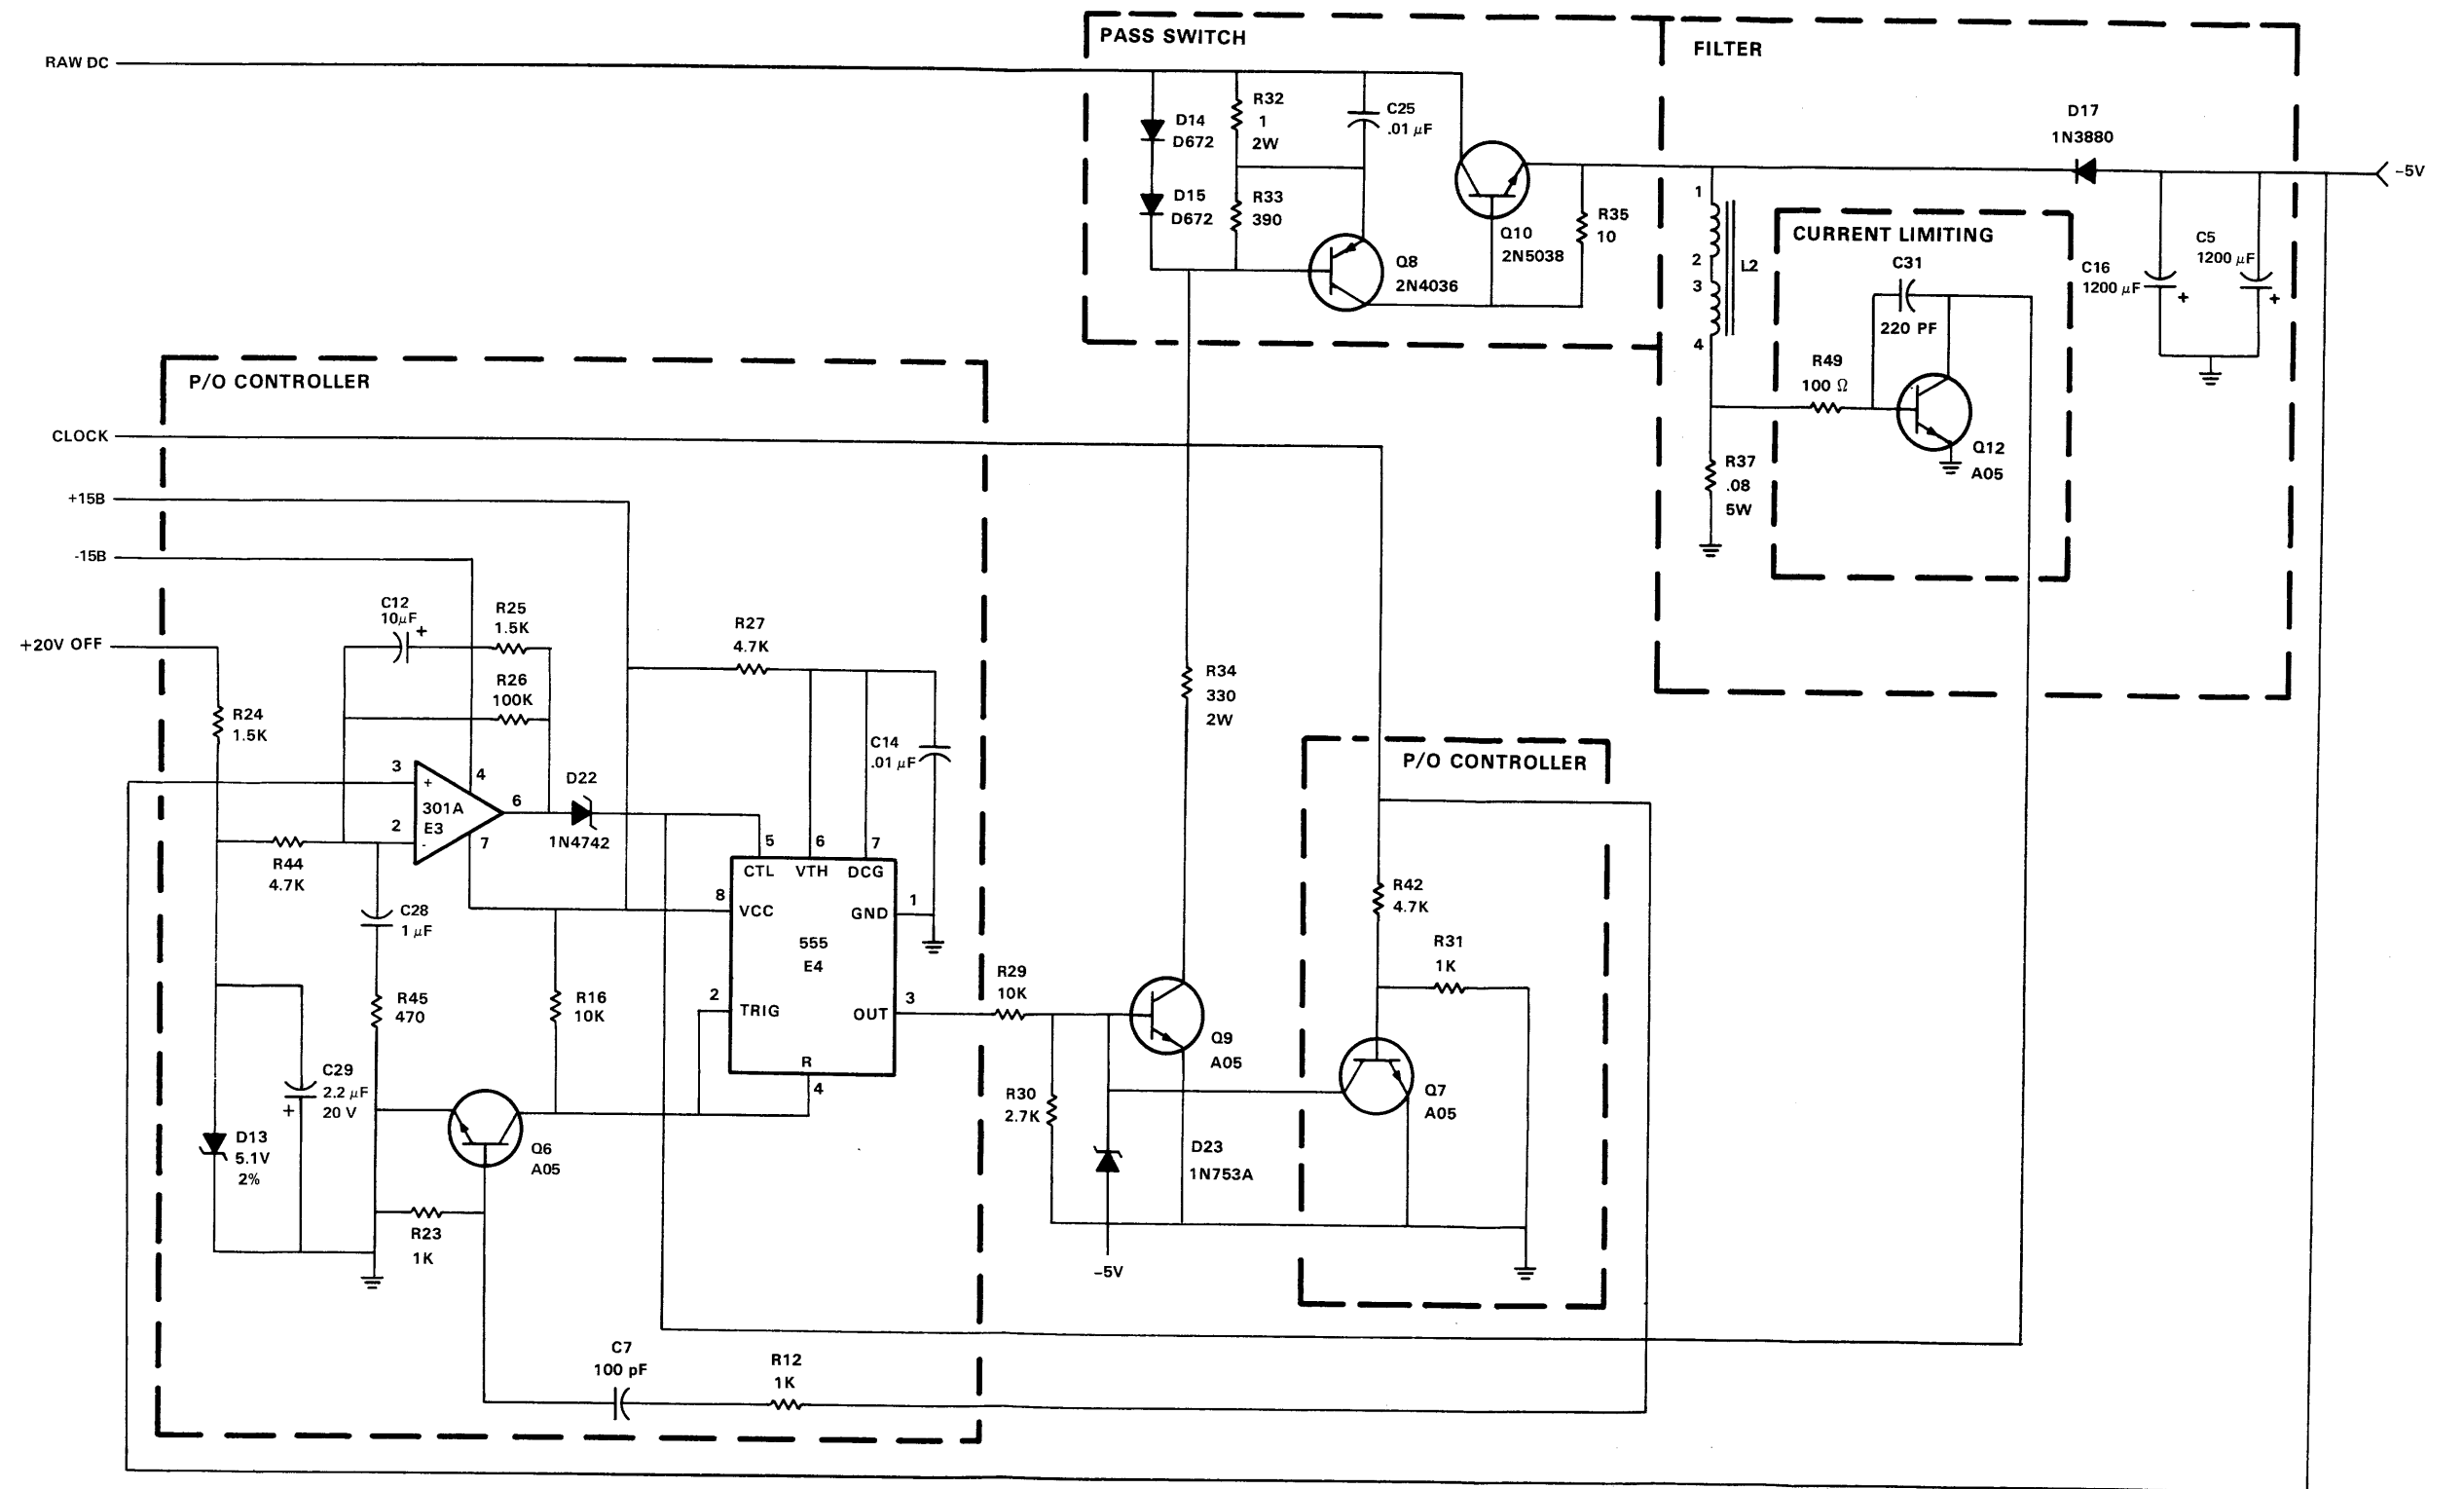 PASS SWITCH
FILTER
RAW DC
D14
D672
R32
1
2W
C25
.01 µF
D17
1N3880
-5V
D15
D672
R33
390
Q8
2N4036
Q10
2N5038
R35
10
1
2
3
4
L2
CURRENT LIMITING
C31
220 PF
R49
100 Ω
Q12
A05
R37
.08
5W
C16
1200 µF
+
C5
1200 µF
+
P/O CONTROLLER
CLOCK
+15B
-15B
+20V OFF
C12
10µF
+
R25
1.5K
R26
100K
R27
4.7K
R24
1.5K
C14
.01 µF
3
+
4
301A
E3
6
2
-
7
D22
1N4742
R44
4.7K
5
6
7
CTL
VTH
DCG
8
VCC
GND
1
555
E4
2
TRIG
OUT
3
R
4
C28
1 µF
R45
470
R16
10K
C29
2.2 µF
20 V
+
D13
5.1V
2%
Q6
A05
R23
1K
C7
100 pF
R12
1K
R34
330
2W
R29
10K
Q9
A05
R30
2.7K
D23
1N753A
-5V
P/O CONTROLLER
R42
4.7K
R31
1K
Q7
A05